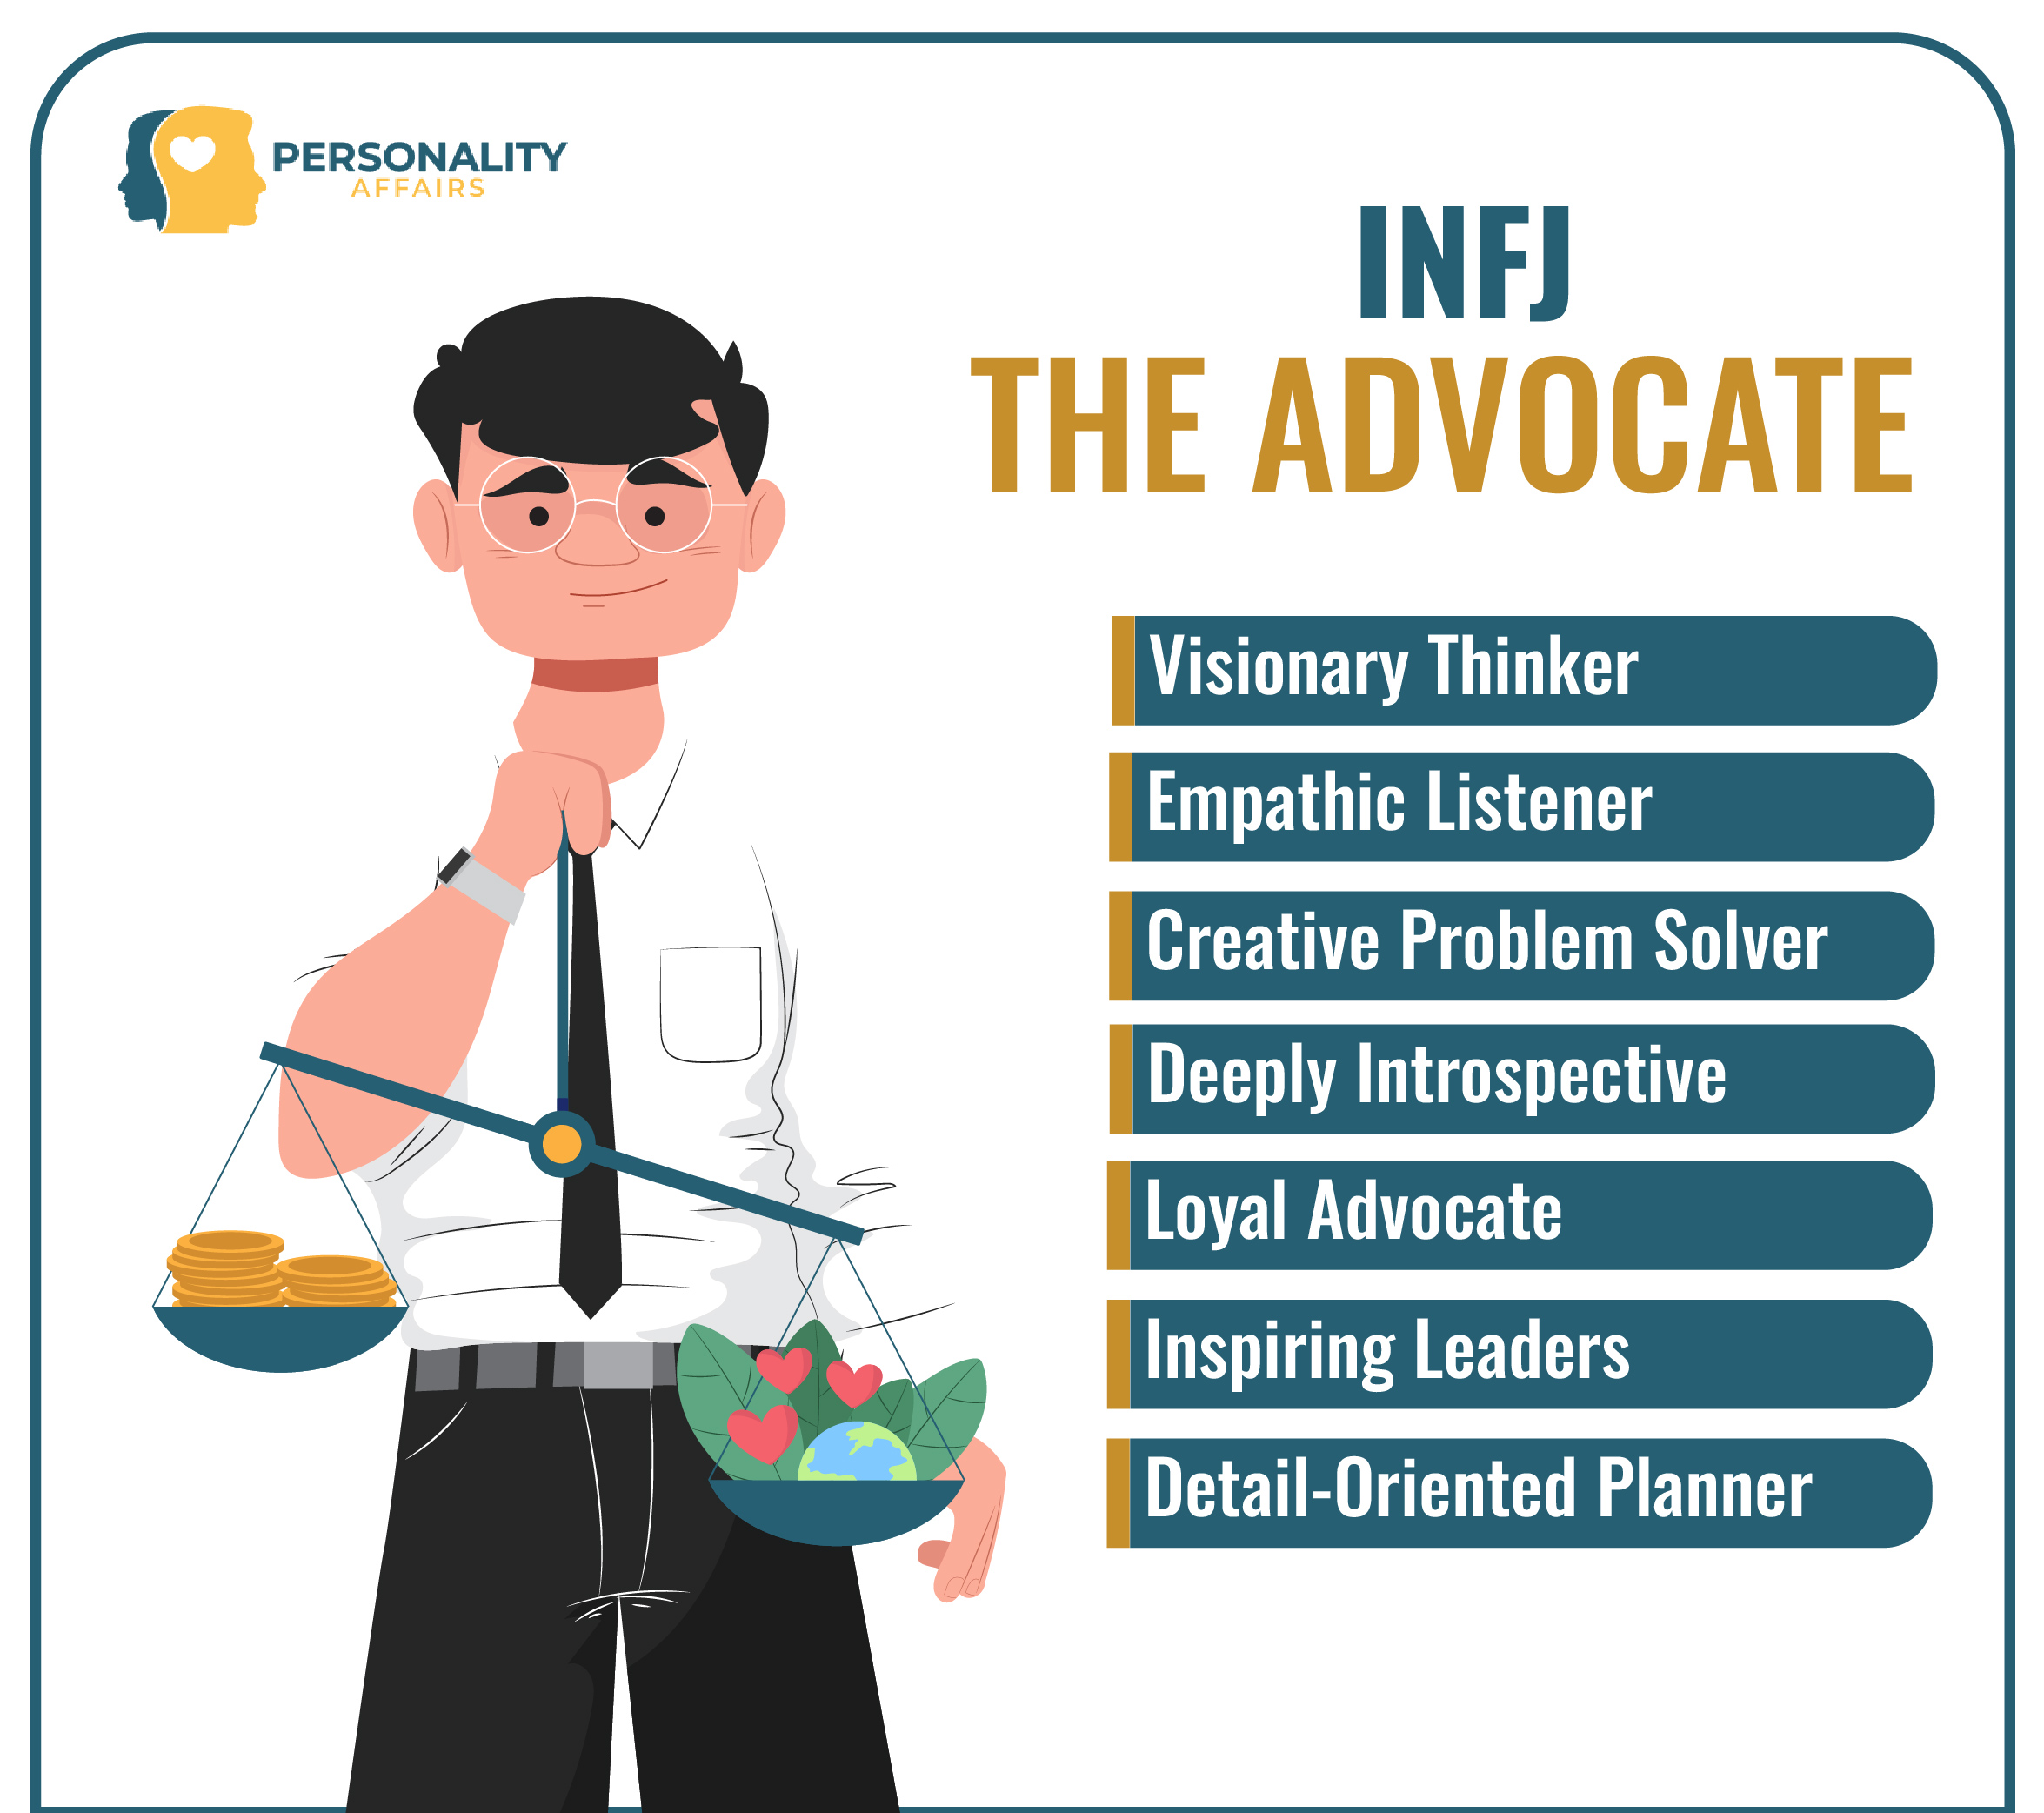 PERSONALITY
AFFAIRS
INFJ
THE ADVOCATE
Visionary Thinker
Empathic Listener
Creative Problem Solver
Deeply Introspective
Loyal Advocate
Inspiring Leaders
Detail-Oriented Planner